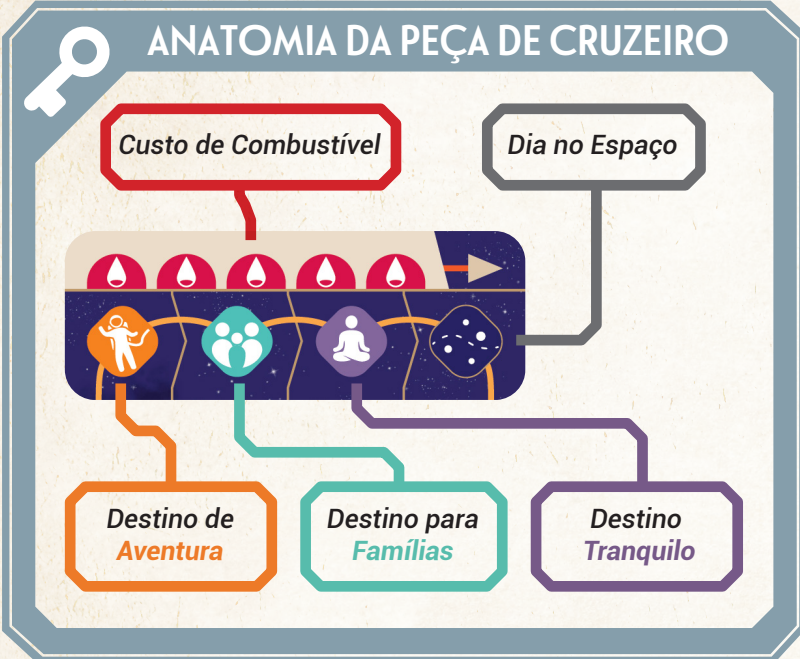 ANATOMIA DA PEÇA DE CRUZEIRO
Custo de Combustível
Dia no Espaço
Destino de
Aventura
Destino para
Famílias
Destino
Tranquilo